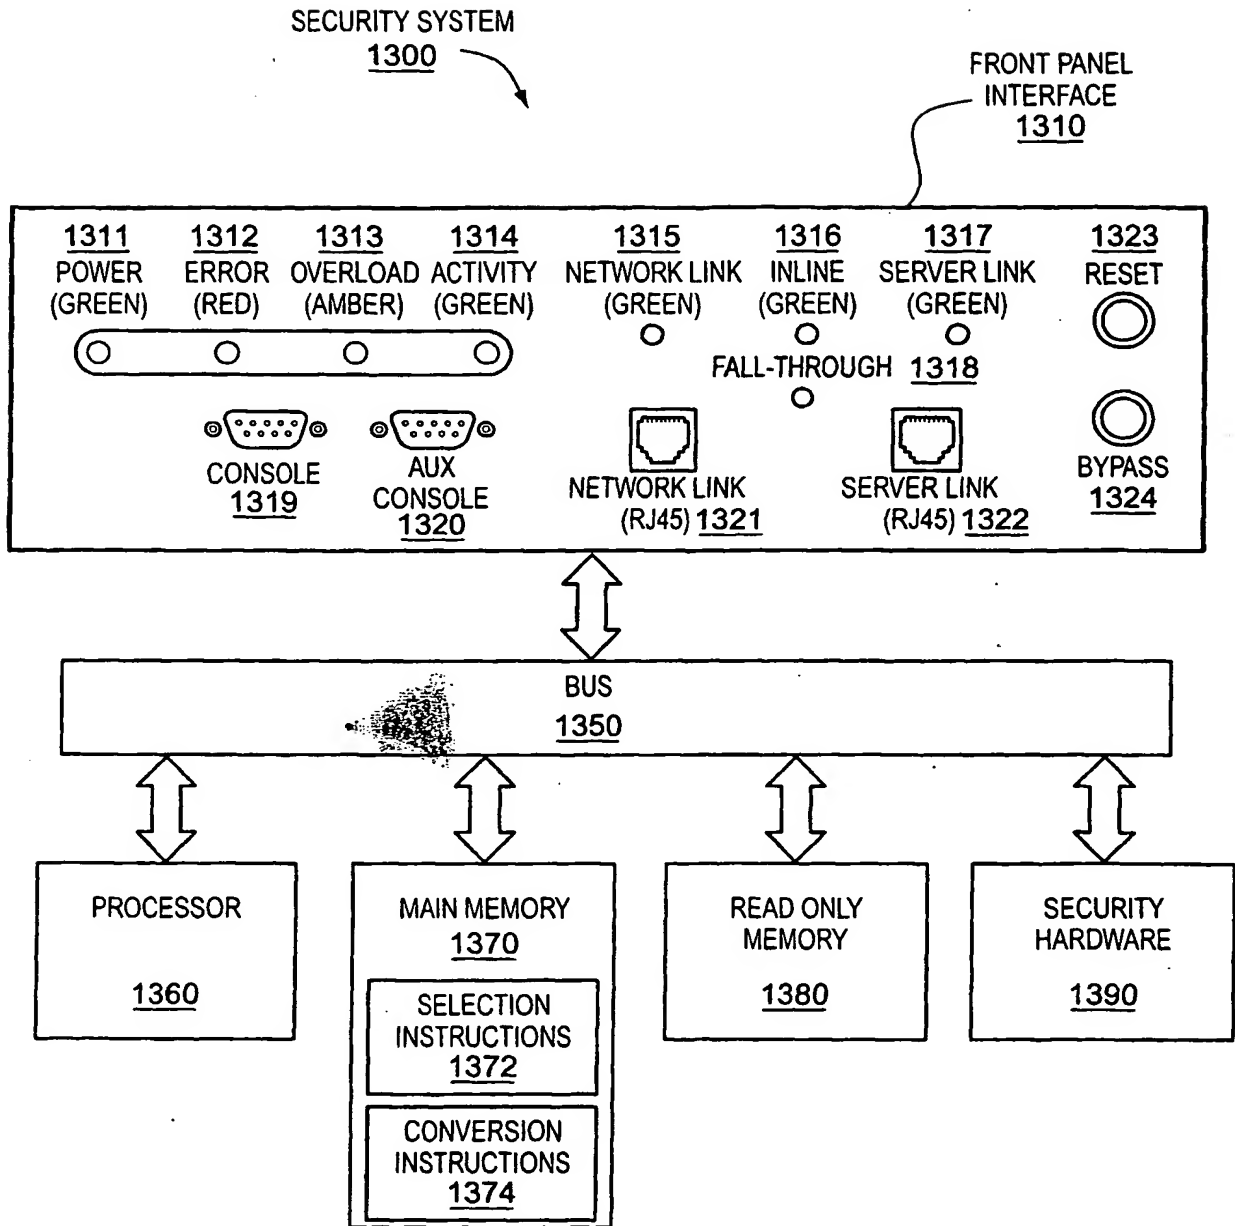 SECURITY SYSTEM
1300
FRONT PANEL
INTERFACE
1310
1311
POWER
(GREEN)
1312
ERROR
(RED)
1313
OVERLOAD
(AMBER)
1314
ACTIVITY
(GREEN)
1315
NETWORK LINK
(GREEN)
1316
INLINE
(GREEN)
1317
SERVER LINK
(GREEN)
1323
RESET
FALL-THROUGH 1318
CONSOLE
1319
AUX
CONSOLE
1320
NETWORK LINK
(RJ45) 1321
SERVER LINK
(RJ45) 1322
BYPASS
1324
BUS
1350
PROCESSOR
1360
MAIN MEMORY
1370
SELECTION
INSTRUCTIONS
1372
CONVERSION
INSTRUCTIONS
1374
READ ONLY
MEMORY
1380
SECURITY
HARDWARE
1390